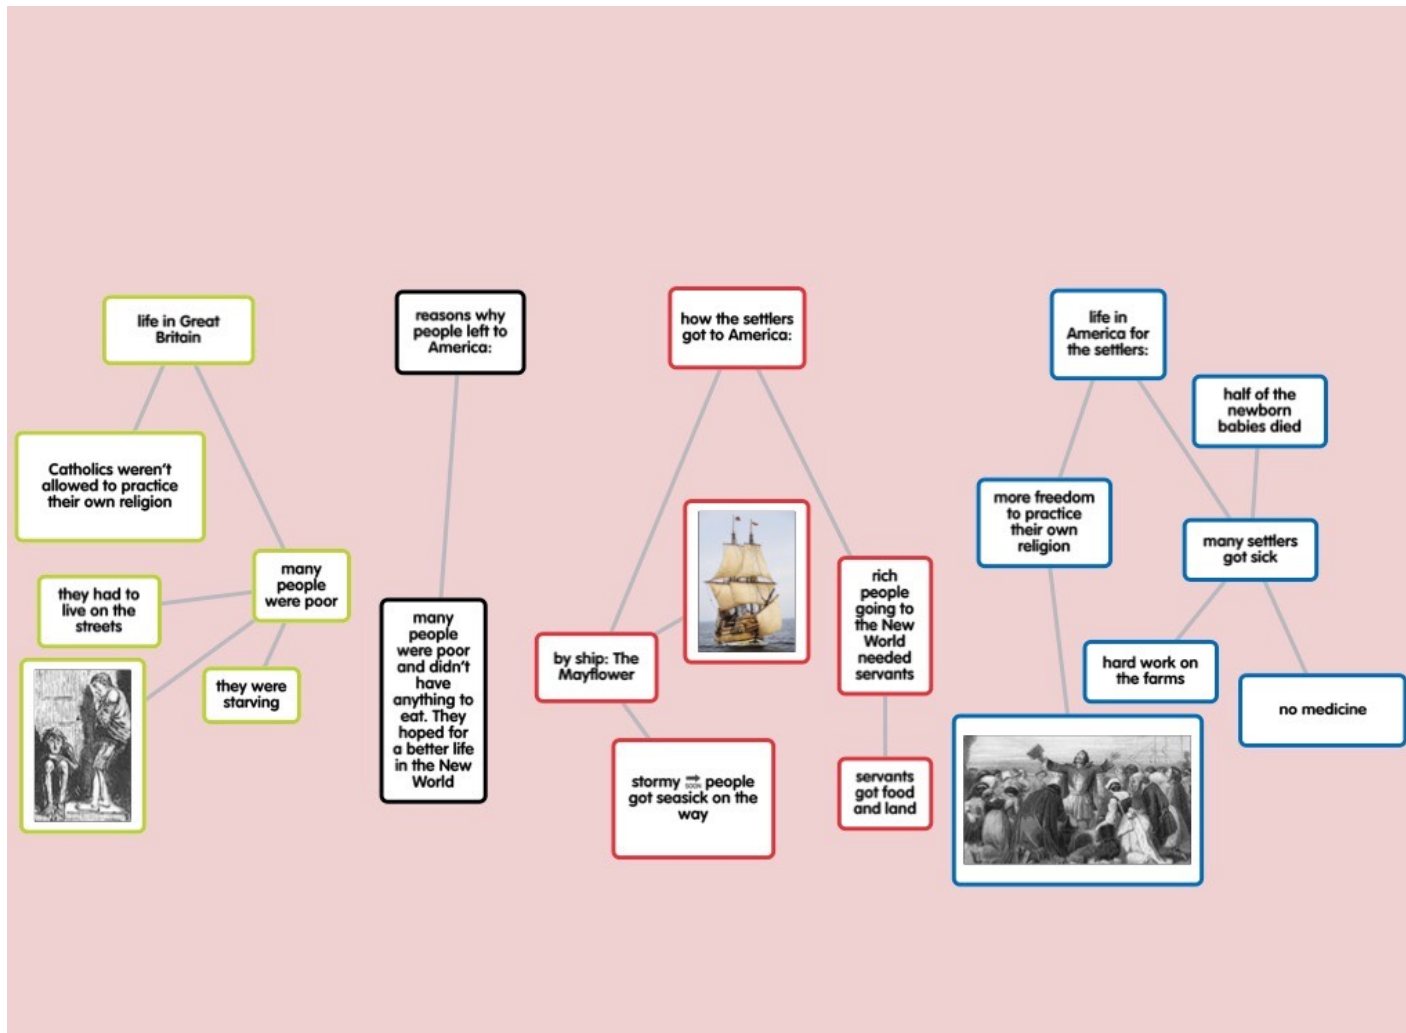 life in Great
Britain
Catholics weren't
allowed to practice
their own religion
many
people
were poor
they had to
live on the
streets
they were
starving
reasons why
people left to
America:
many
people
were poor
and didn't
have
anything to
eat. They
hoped for
a better life
in the New
World
how the settlers
got to America:
by ship: The
Mayflower
stormy SOON people
got seasick on the
way
rich
people
going to
the New
World
needed
servants
servants
got food
and land
life in
America for
the settlers:
more freedom
to practice
their own
religion
many settlers
got sick
half of the
newborn
babies died
hard work on
the farms
no medicine